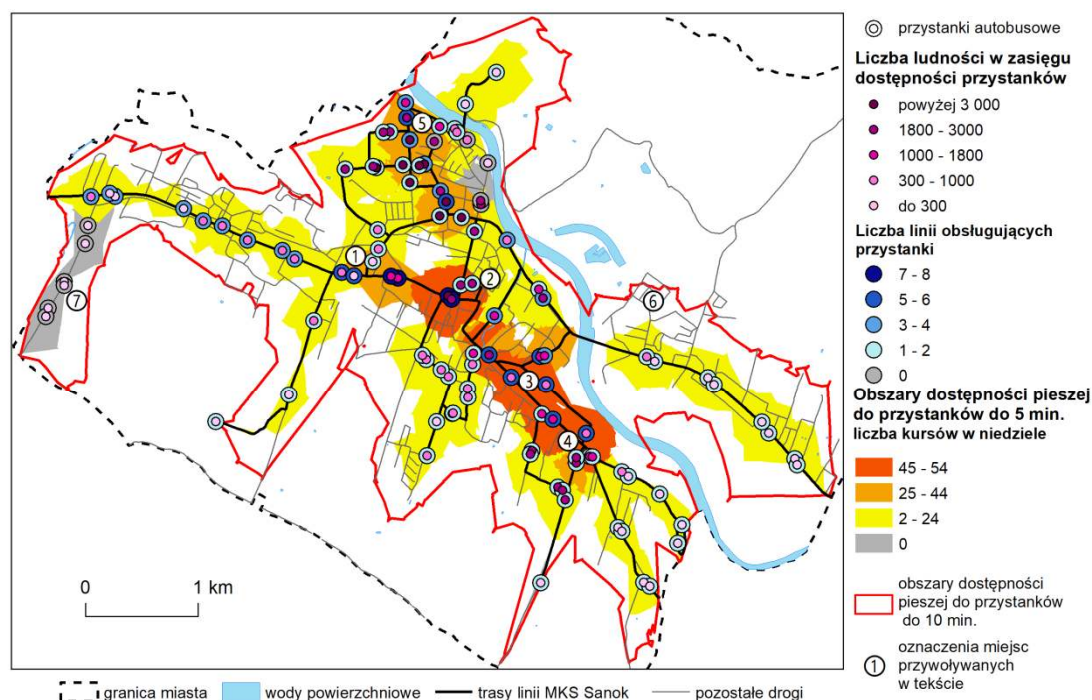 przystanki autobusowe
Liczba ludności w zasięgu
dostępności przystanków
powyżej 3 000
1800 - 3000
1000 - 1800
300 - 1000
do 300
Liczba linii obsługujących
przystanki
7 - 8
5 - 6
3 - 4
1 - 2
0
Obszary dostępności pieszej
do przystanków do 5 min.
liczba kursów w niedziele
45 - 54
25 - 44
2 - 24
0
obszary dostępności
pieszej do przystanków
do 10 min.
1
oznaczenia miejsc
przywoływanych
w tekście
5
1
2
6
7
3
4
0 1 km
granica miasta wody powierzchniowe trasy linii MKS Sanok pozostałe drogi